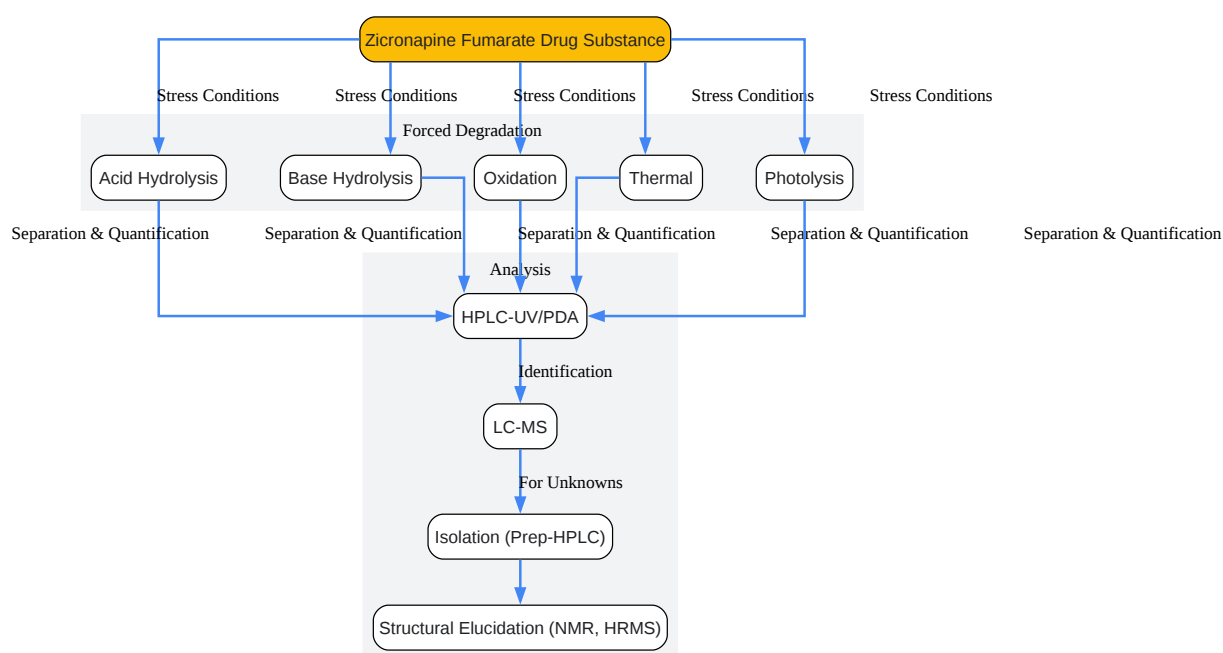 Zicronapine Fumarate Drug Substance
Stress Conditions
Stress Conditions
Stress Conditions
Stress Conditions
Stress Conditions
Forced Degradation
Acid Hydrolysis
Base Hydrolysis
Oxidation
Thermal
Photolysis
Separation & Quantification
Separation & Quantification
Separation & Quantification
Separation & Quantification
Separation & Quantification
Analysis
HPLC-UV/PDA
Identification
LC-MS
For Unknowns
Isolation (Prep-HPLC)
Structural Elucidation (NMR, HRMS)